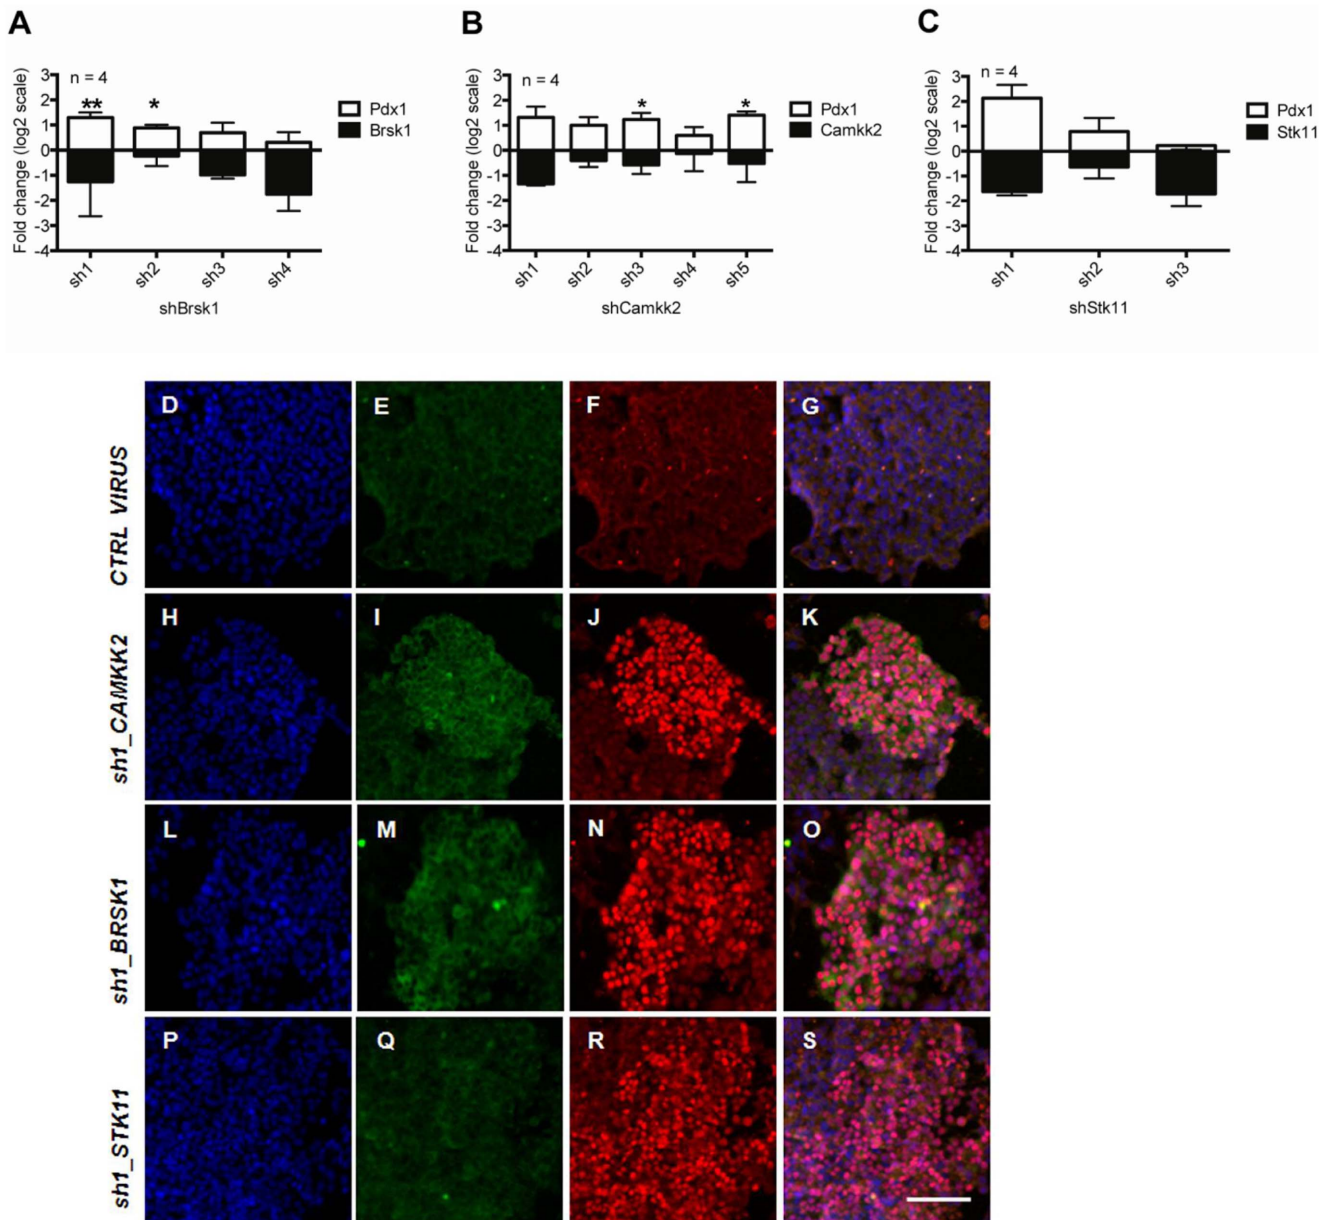 A
B
C
n = 4
**
*
Pdx1
Brsk1
Fold change (log2 scale)
3
2
1
0
-1
-2
-3
-4
sh1
sh2
sh3
sh4
shBrsk1
n = 4
*
*
Pdx1
Camkk2
Fold change (log2 scale)
3
2
1
0
-1
-2
-3
-4
sh1
sh2
sh3
sh4
sh5
shCamkk2
n = 4
Pdx1
Stk11
Fold change (log2 scale)
3
2
1
0
-1
-2
-3
-4
sh1
sh2
sh3
shStk11
CTRL VIRUS
D
E
F
G
sh1_CAMKK2
H
I
J
K
sh1_BRSK1
L
M
N
O
sh1_STK11
P
Q
R
S